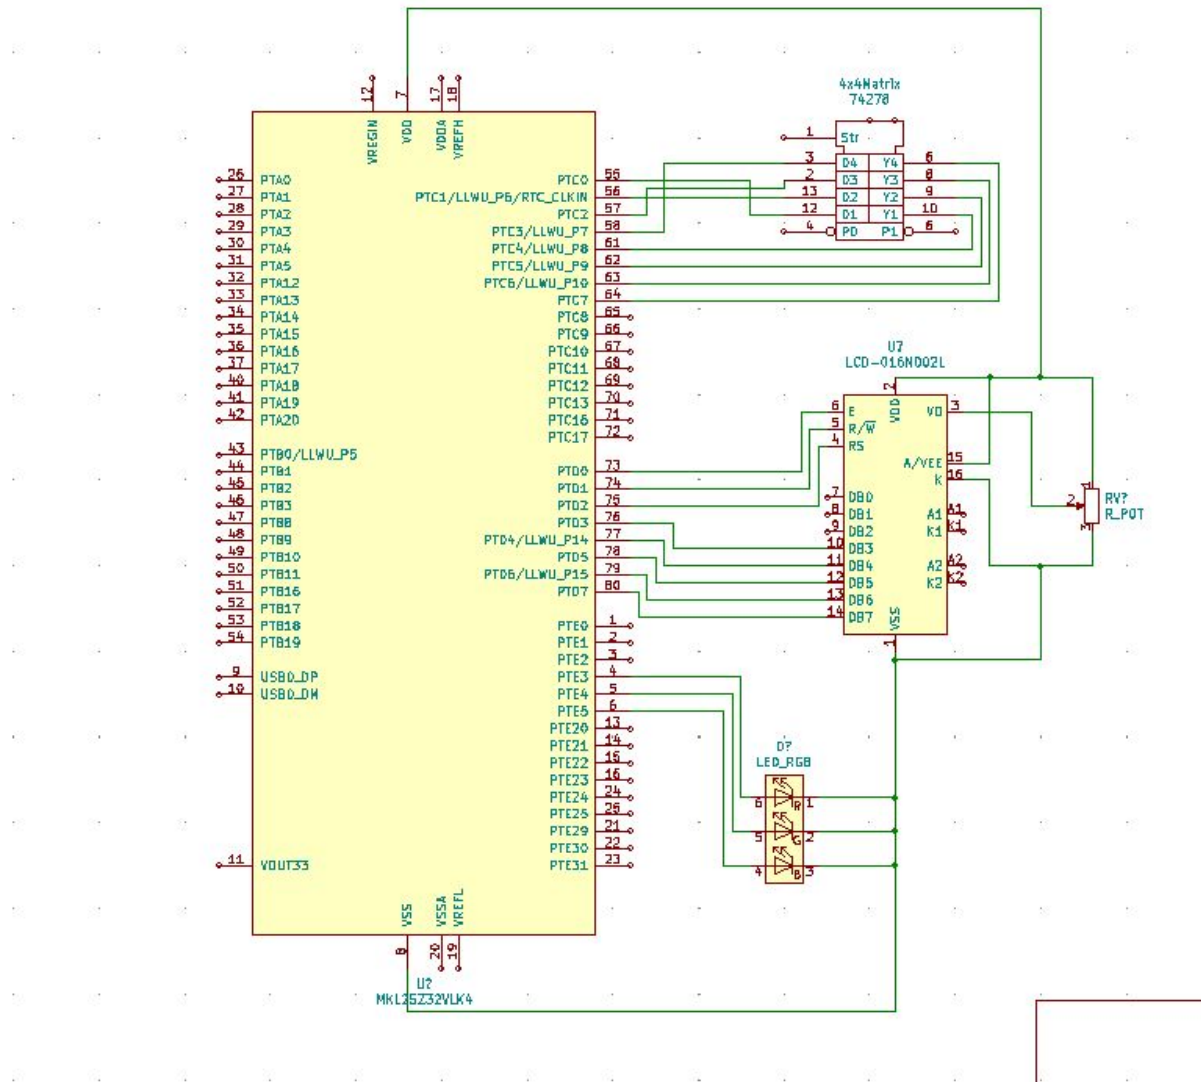 4x4Matrix
74278
12 VREGIN
7 VDD
17 VDDA
18 VREFH
26 PTA0
27 PTA1
28 PTA2
29 PTA3
30 PTA4
31 PTA5
32 PTA12
33 PTA13
34 PTA14
35 PTA15
36 PTA16
37 PTA17
40 PTA18
41 PTA19
42 PTA20
43 PTB0/LLWU_P5
44 PTB1
45 PTB2
46 PTB3
47 PTB8
48 PTB9
49 PTB10
50 PTB11
51 PTB16
52 PTB17
53 PTB18
54 PTB19
9 USB0_DP
10 USB0_DM
11 VOUT33
PTC0 55
PTC1/LLWU_P6/RTC_CLKIN 56
PTC2 57
PTC3/LLWU_P7 58
PTC4/LLWU_P8 61
PTC5/LLWU_P9 62
PTC6/LLWU_P10 63
PTC7 64
PTC8 65
PTC9 66
PTC10 67
PTC11 68
PTC12 69
PTC13 70
PTC16 71
PTC17 72
PTD0 73
PTD1 74
PTD2 75
PTD3 76
PTD4/LLWU_P14 77
PTD5 78
PTD6/LLWU_P15 79
PTD7 80
PTE0 1
PTE1 2
PTE2 3
PTE3 4
PTE4 5
PTE5 6
PTE20 13
PTE21 14
PTE22 15
PTE23 16
PTE24 24
PTE25 25
PTE29 21
PTE30 22
PTE31 23
8 VSS
20 VSSA
19 VREFL
U?
MKL25Z32VLK4
1 Str
3 D4 Y4
2 D3 Y3 8
13 D2 Y2 9
12 D1 Y1 10
4 P0 P1 6
U?
LCD-016N002L
2 VDD
6 E VO 3
5 R/W
4 RS
A/VEE 15
K 16
7 DB0
8 DB1 A1 A1
9 DB2 K1 K1
10 DB3
11 DB4 A2 A2
12 DB5 K2 K2
13 DB6
14 DB7
VSS 1
1
2 RV?
R_POT
3
D?
LED_RGB
6 R 1
5 G 2
4 B 3